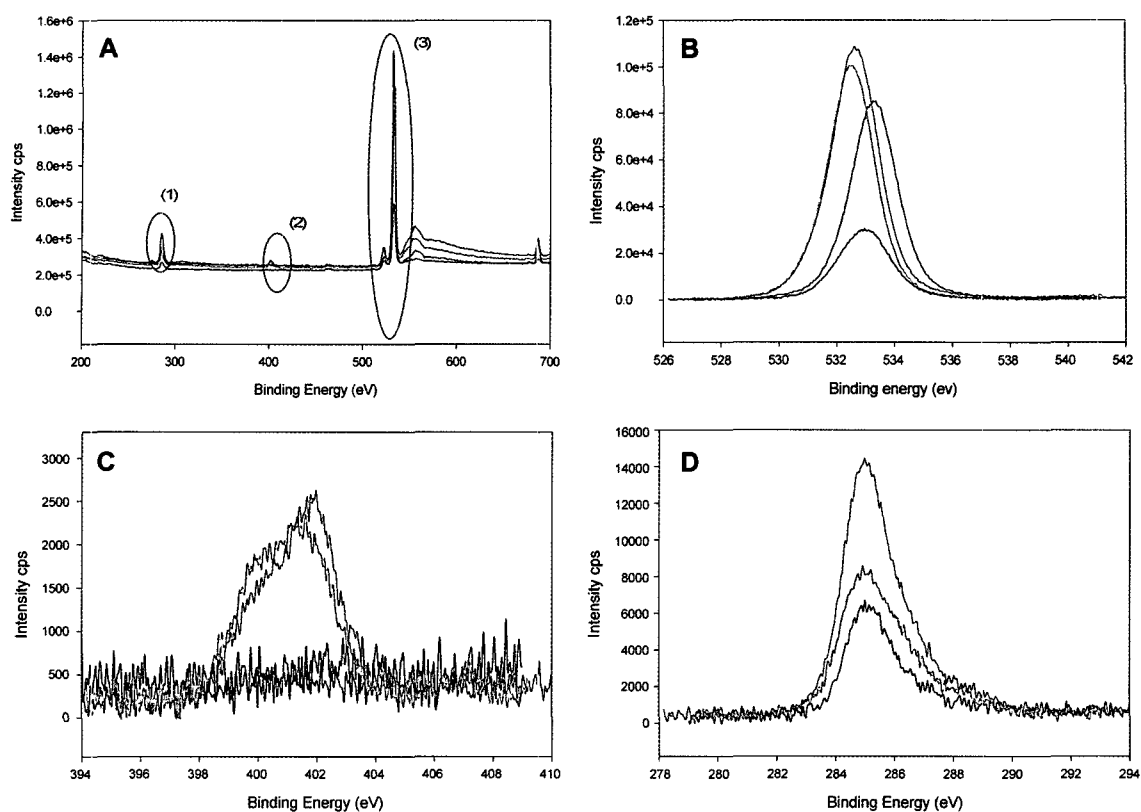 A
(1)
(2)
(3)
Intensity cps
1.6e+6
1.4e+6
1.2e+6
1.0e+6
8.0e+5
6.0e+5
4.0e+5
2.0e+5
0.0
200 300 400 500 600 700
Binding Energy (eV)
B
Intensity cps
1.2e+5
1.0e+5
8.0e+4
6.0e+4
4.0e+4
2.0e+4
0.0
526 528 530 532 534 536 538 540 542
Binding energy (ev)
C
Intensity cps
3000
2500
2000
1500
1000
500
0
394 396 398 400 402 404 406 408 410
Binding Energy (eV)
D
Intensity cps
16000
14000
12000
10000
8000
6000
4000
2000
0
278 280 282 284 286 288 290 292 294
Binding Energy (eV)